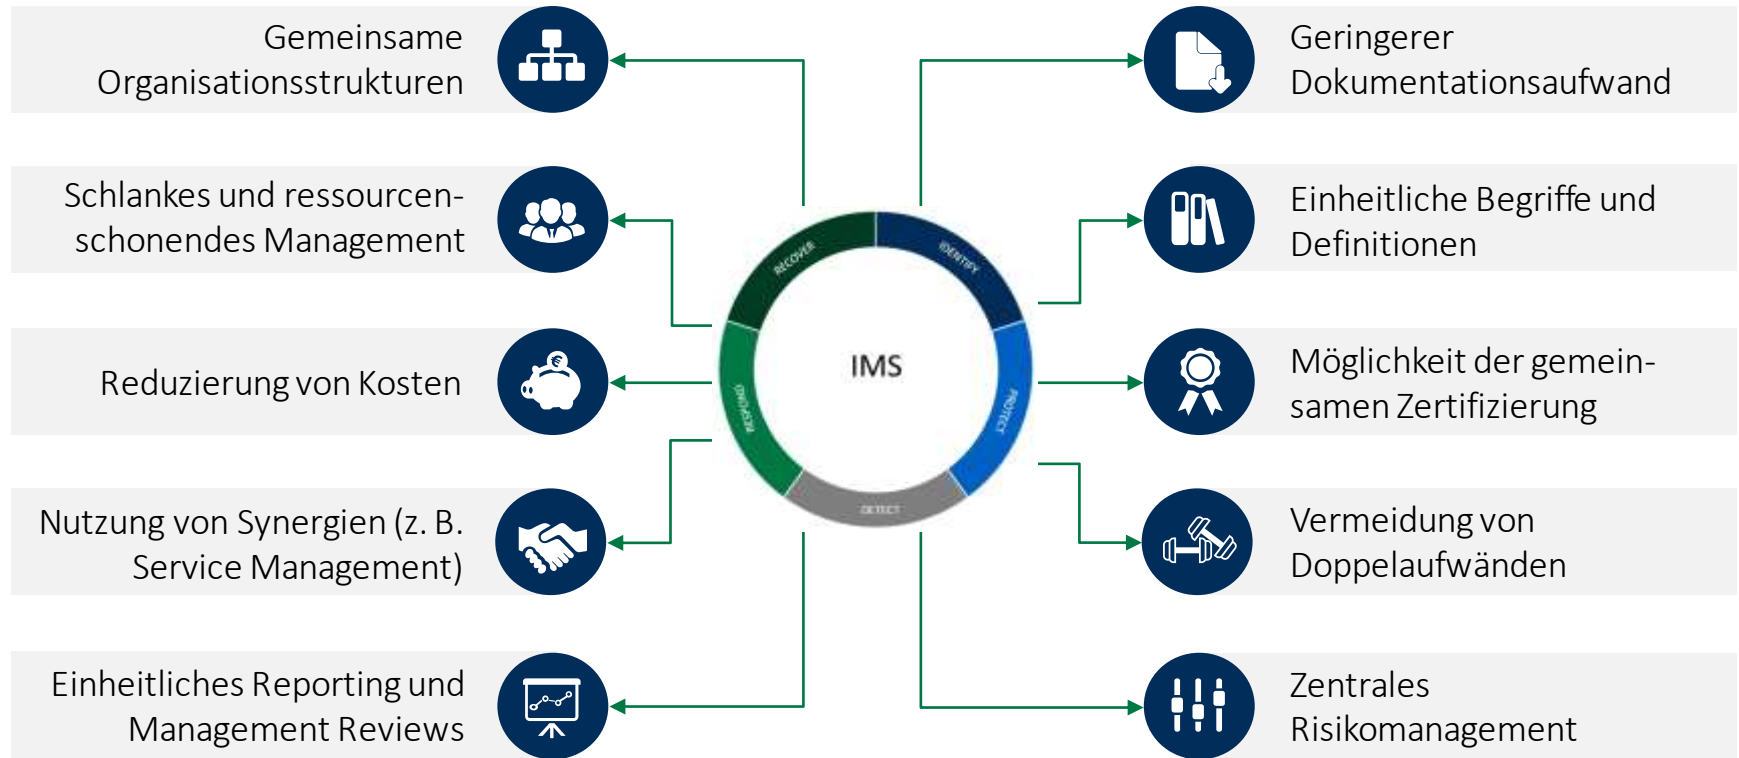 Gemeinsame
Organisationsstrukturen
Schlankes und ressourcen-
schonendes Management
Reduzierung von Kosten
€
Nutzung von Synergien (z. B.
Service Management)
Einheitliches Reporting und
Management Reviews
RECOVER
IDENTIFY
IMS
RESPOND
PROTECT
DETECT
Geringerer
Dokumentationsaufwand
Einheitliche Begriffe und
Definitionen
Möglichkeit der gemein-
samen Zertifizierung
Vermeidung von
Doppelaufwänden
Zentrales
Risikomanagement